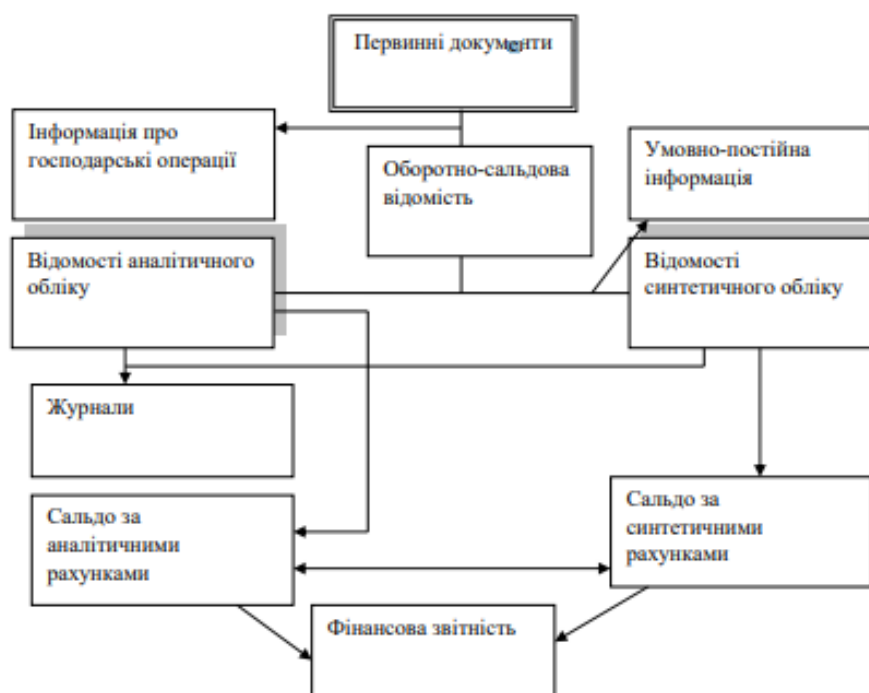 Первинні документи
Інформація про
господарські операції
Оборотно-сальдова
відомість
Умовно-постійна
інформація
Відомості аналітичного
обліку
Відомості
синтетичного обліку
Журнали
Сальдо за
аналітичними
рахунками
Сальдо за
синтетичними
рахунками
Фінансова звітність